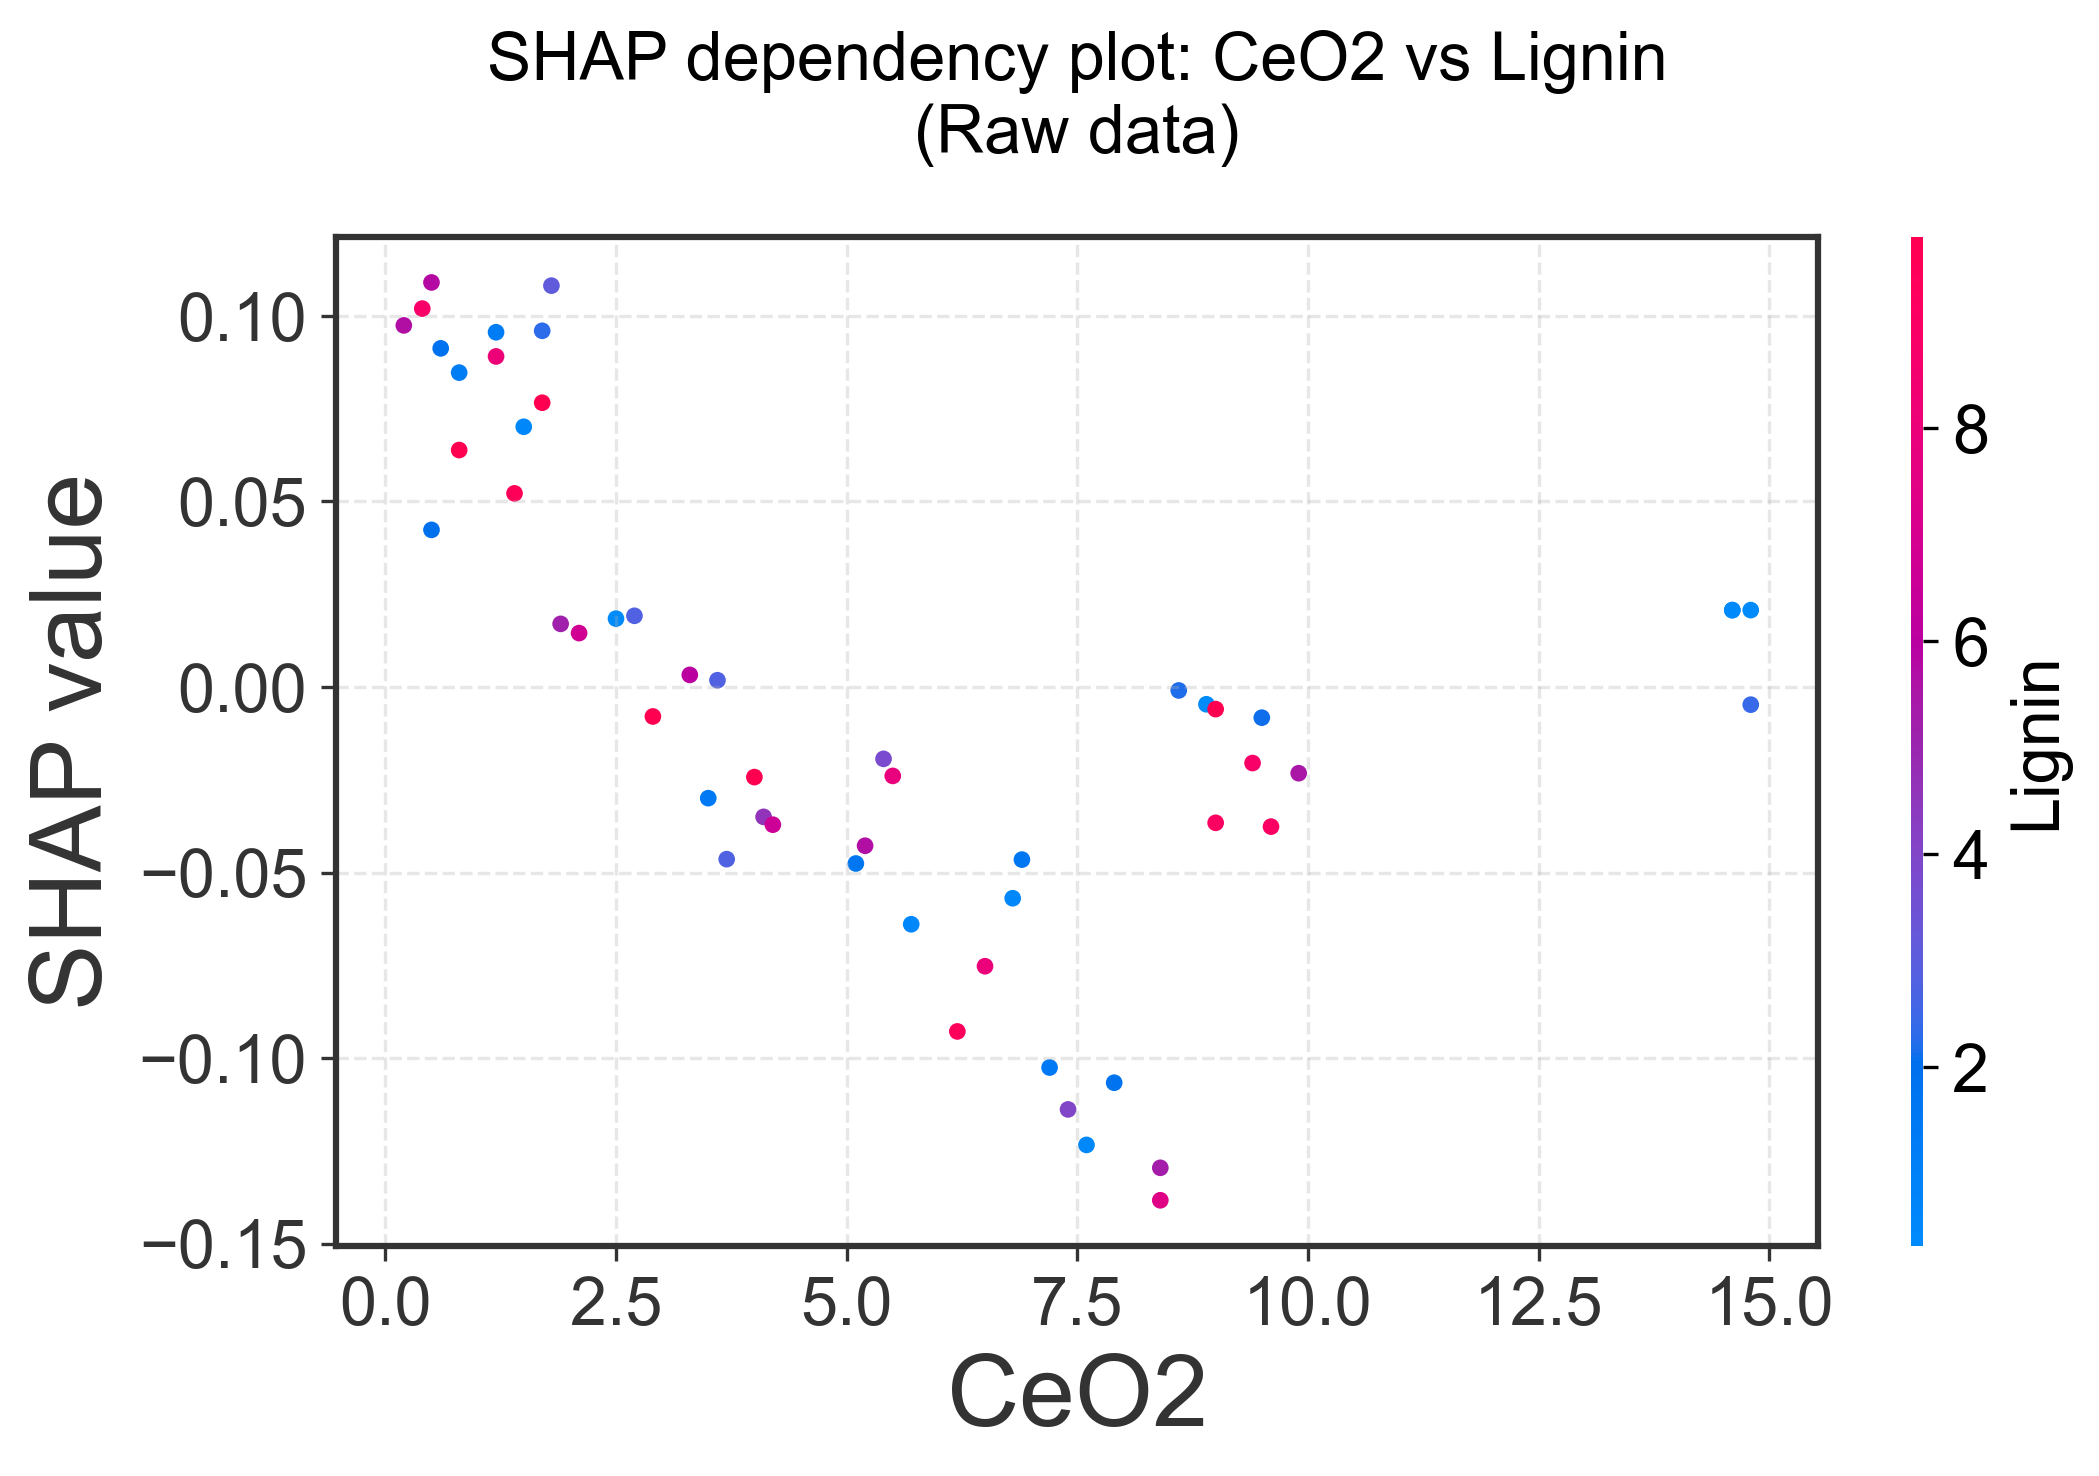 SHAP dependency plot: CeO2 vs Lignin
(Raw data)
SHAP value
0.10
0.05
0.00
−0.05
−0.10
−0.15
0.0 2.5 5.0 7.5 10.0 12.5 15.0
CeO2
8
6
4
2
Lignin